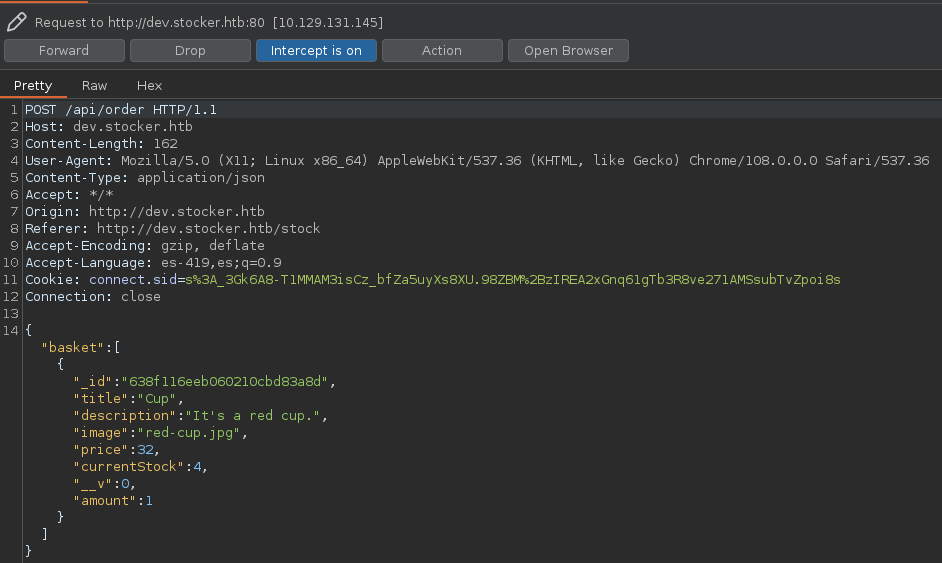 Request to http://dev.stocker.htb:80 [10.129.131.145]
Forward Drop Intercept is on Action Open Browser
Pretty Raw Hex
1 POST /api/order HTTP/1.1
2 Host: dev.stocker.htb
3 Content-Length: 162
4 User-Agent: Mozilla/5.0 (X11; Linux x86_64) AppleWebKit/537.36 (KHTML, like Gecko) Chrome/108.0.0.0 Safari/537.36
5 Content-Type: application/json
6 Accept: */*
7 Origin: http://dev.stocker.htb
8 Referer: http://dev.stocker.htb/stock
9 Accept-Encoding: gzip, deflate
10 Accept-Language: es-419,es;q=0.9
11 Cookie: connect.sid=s%3A_3Gk6A8-T1MMAM3isCz_bfZa5uyXs8XU.98ZBM%2BzIREA2xGnq61gTb3R8ve271AMSsubTvZpoi8s
12 Connection: close
13
14 {
"basket":[
{
"_id":"638f116eeb060210cbd83a8d",
"title":"Cup",
"description":"It's a red cup.",
"image":"red-cup.jpg",
"price":32,
"currentStock":4,
"__v":0,
"amount":1
}
]
}